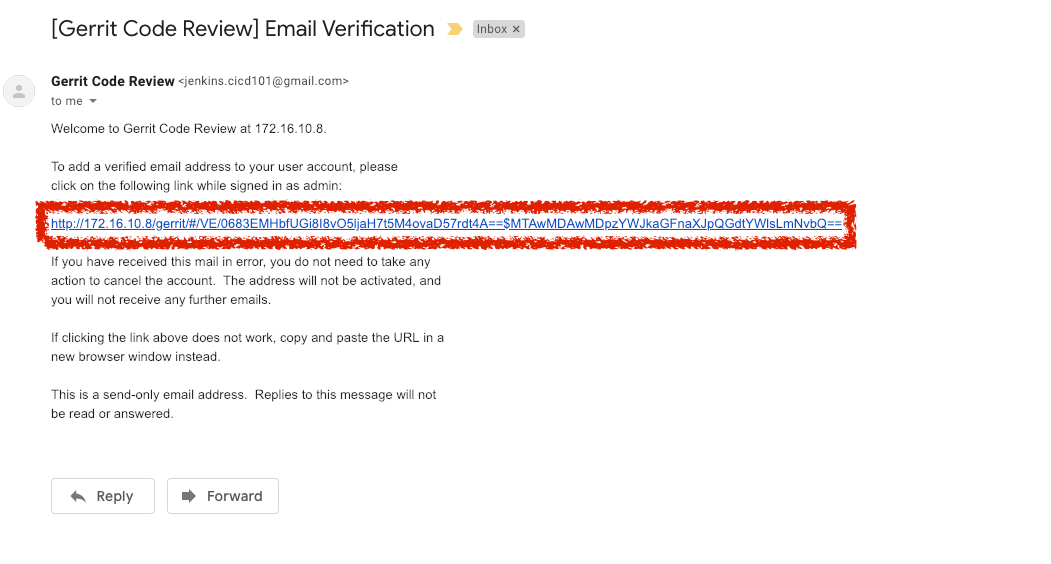 [Gerrit Code Review] Email Verification Inbox ×
Gerrit Code Review <jenkins.cicd101@gmail.com>
to me
Welcome to Gerrit Code Review at 172.16.10.8.
To add a verified email address to your user account, please
click on the following link while signed in as admin:
http://172.16.10.8/gerrit/#/VE/0683EMHbfUGi8I8vO5ljaH7t5M4ovaD57rdt4A==$MTAwMDAwMDpzYWJkaGFnaXJpQGdtYWlsLmNvbQ==
If you have received this mail in error, you do not need to take any
action to cancel the account.  The address will not be activated, and
you will not receive any further emails.
If clicking the link above does not work, copy and paste the URL in a
new browser window instead.
This is a send-only email address.  Replies to this message will not
be read or answered.
Reply Forward